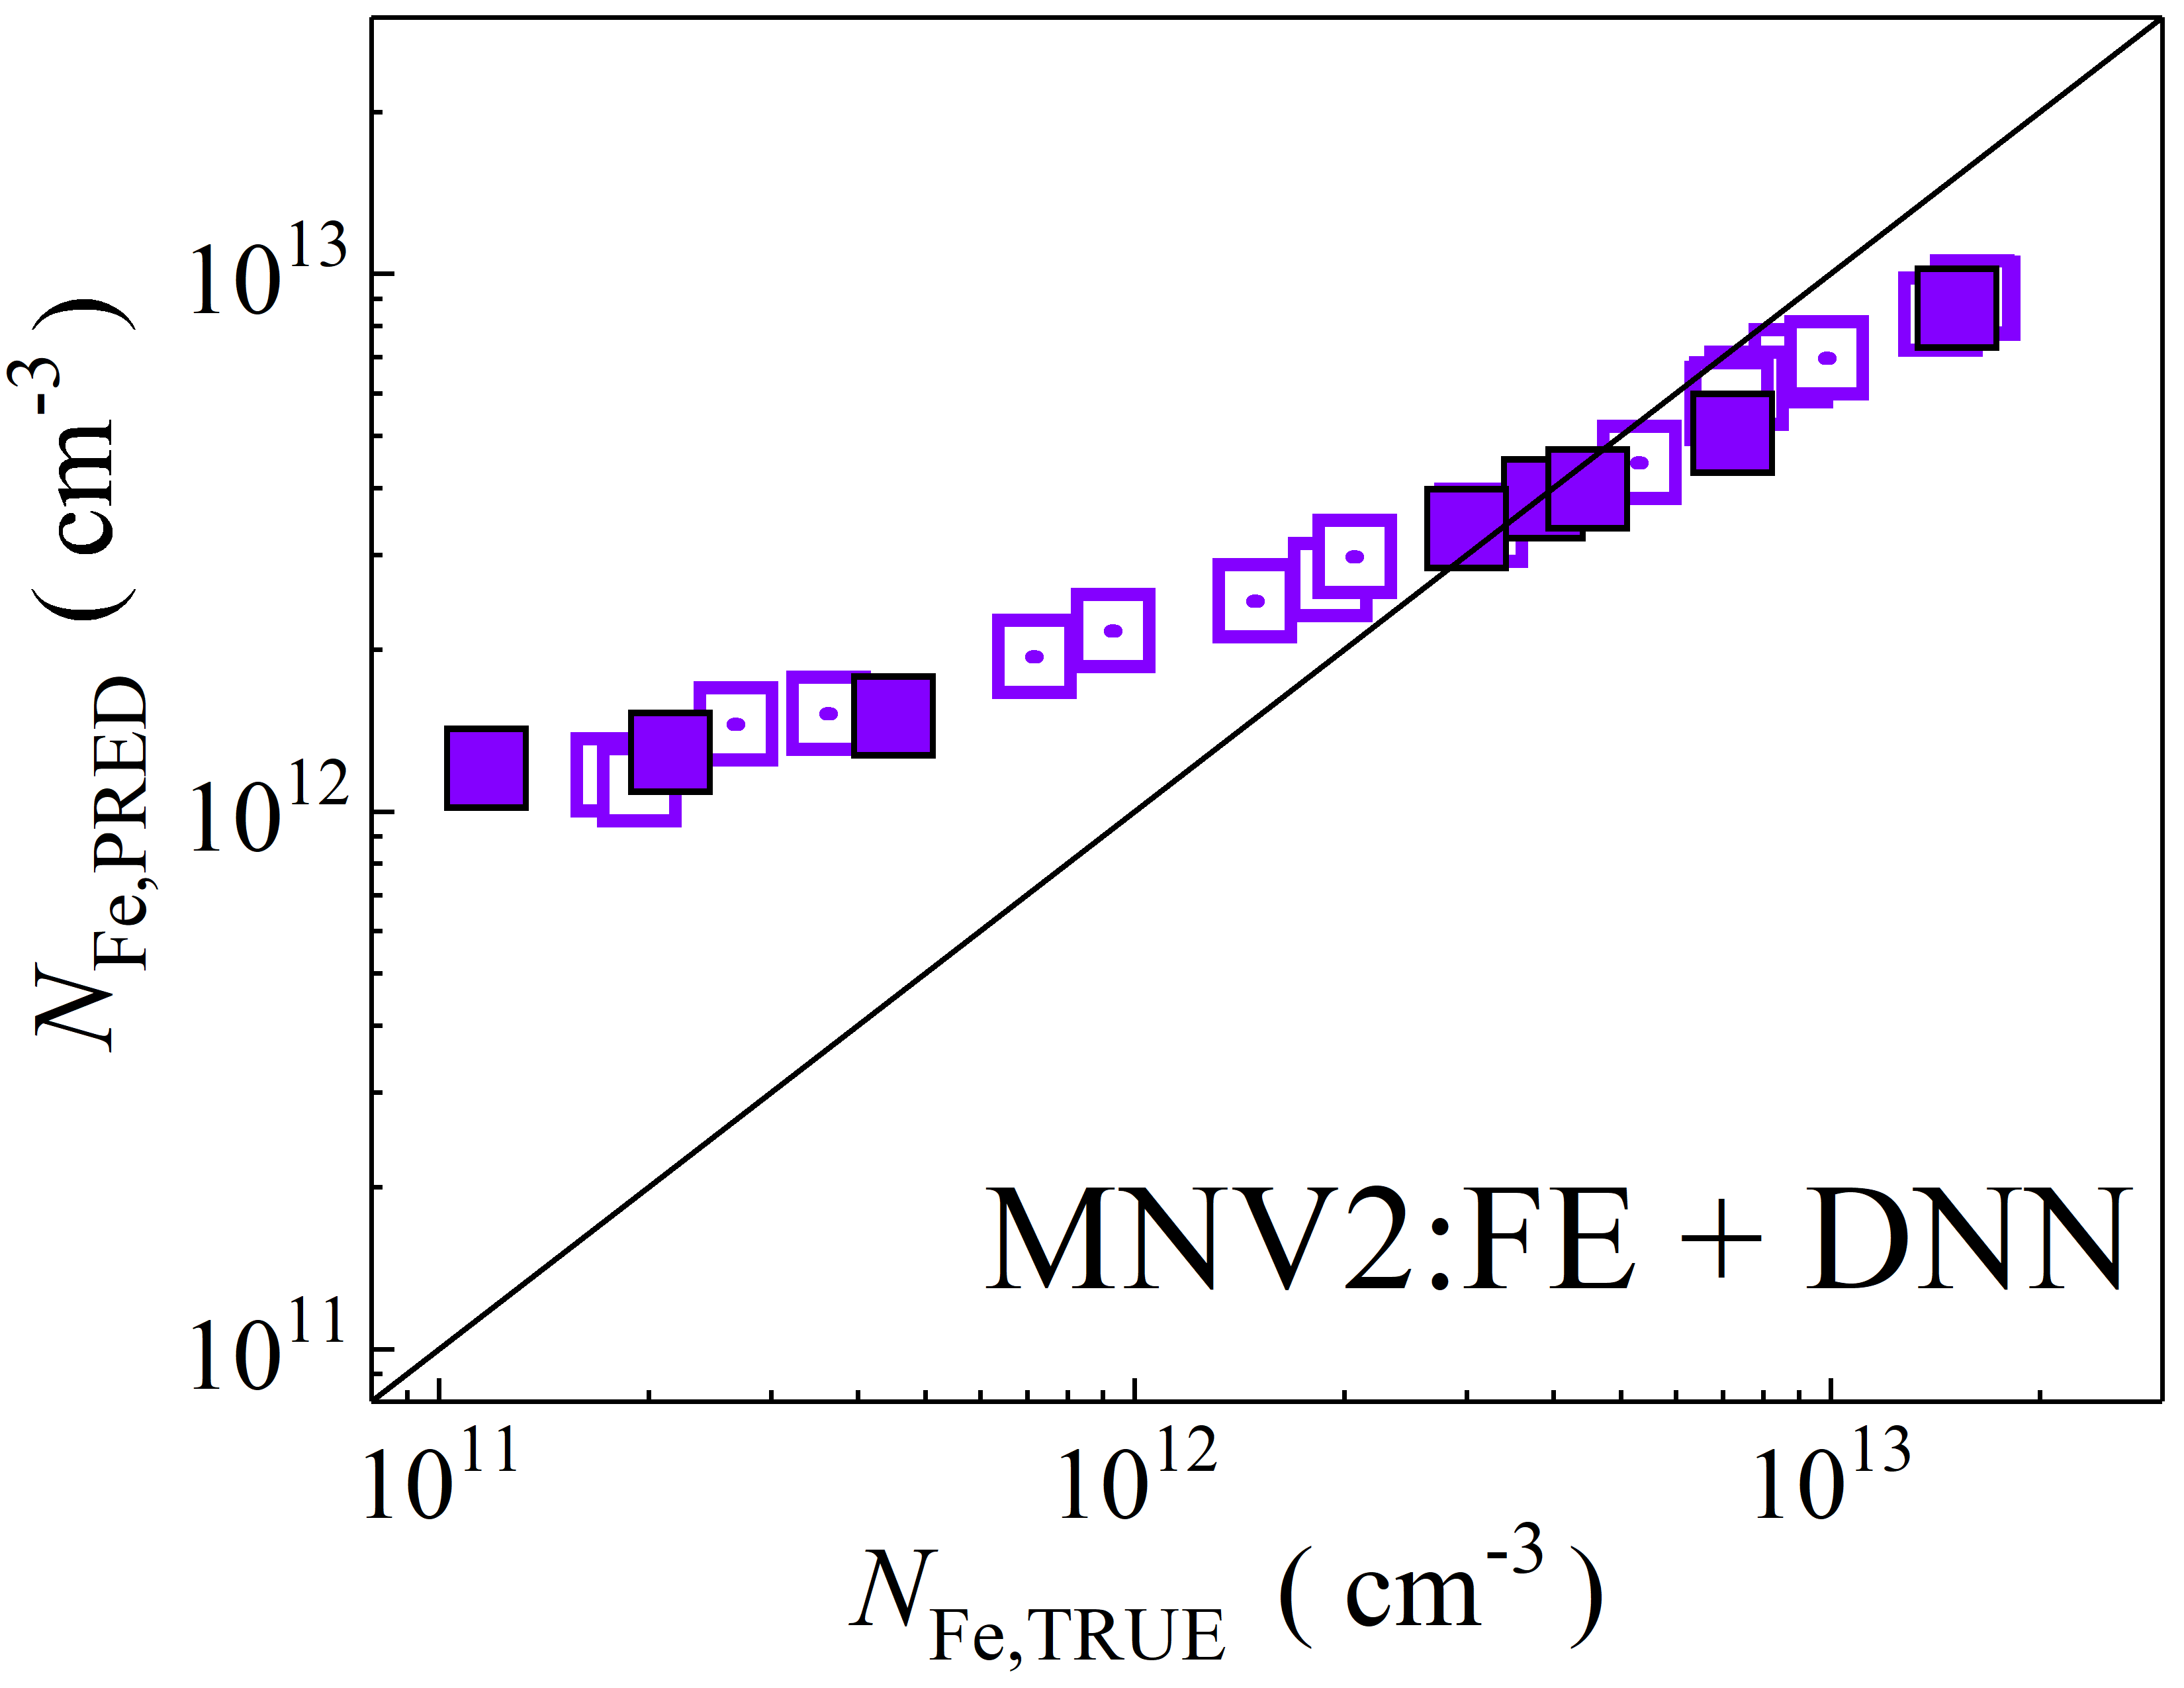 N_Fe,PRED ( cm^-3 )
10^13
10^12
10^11
MNV2:FE + DNN
10^11 10^12 10^13
N_Fe,TRUE ( cm^-3 )